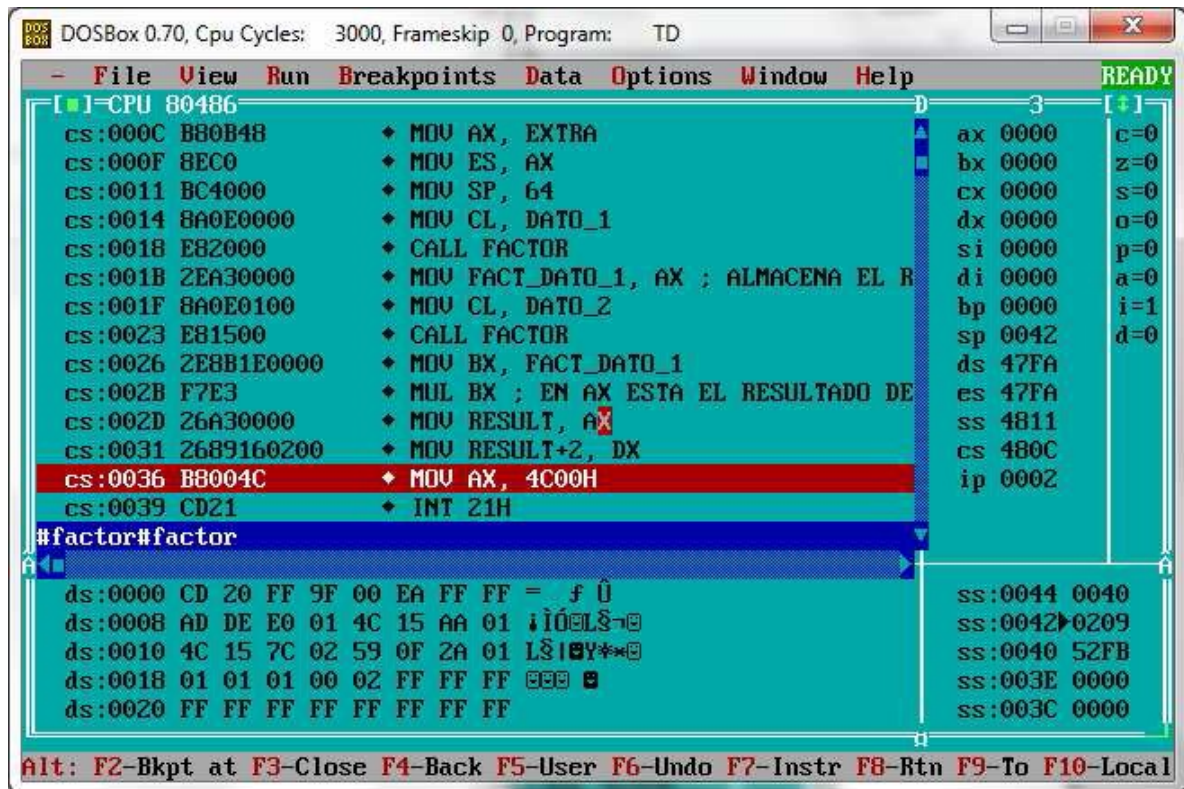 DOSBox 0.70, Cpu Cycles: 3000, Frameskip 0, Program: TD
- File View Run Breakpoints Data Options Window Help READY
[■]=CPU 80486 D 3 [↕]
cs:000C B80B48 ♦ MOV AX, EXTRA ax 0000 c=0
cs:000F 8EC0 ♦ MOV ES, AX bx 0000 z=0
cs:0011 BC4000 ♦ MOV SP, 64 cx 0000 s=0
cs:0014 8A0E0000 ♦ MOV CL, DATO_1 dx 0000 o=0
cs:0018 E82000 ♦ CALL FACTOR si 0000 p=0
cs:001B 2EA30000 ♦ MOV FACT_DATO_1, AX ; ALMACENA EL R di 0000 a=0
cs:001F 8A0E0100 ♦ MOV CL, DATO_2 bp 0000 i=1
cs:0023 E81500 ♦ CALL FACTOR sp 0042 d=0
cs:0026 2E8B1E0000 ♦ MOV BX, FACT_DATO_1 ds 47FA
cs:002B F7E3 ♦ MUL BX ; EN AX ESTA EL RESULTADO DE es 47FA
cs:002D 26A30000 ♦ MOV RESULT, AX ss 4811
cs:0031 2689160200 ♦ MOV RESULT+2, DX cs 480C
cs:0036 B8004C ♦ MOV AX, 4C00H ip 0002
cs:0039 CD21 ♦ INT 21H
#factor#factor
ds:0000 CD 20 FF 9F 00 EA FF FF = ƒ Û ss:0044 0040
ds:0008 AD DE E0 01 4C 15 AA 01 ss:0042►0209
ds:0010 4C 15 7C 02 59 0F 2A 01 ss:0040 52FB
ds:0018 01 01 01 00 02 FF FF FF ss:003E 0000
ds:0020 FF FF FF FF FF FF FF FF ss:003C 0000
Alt: F2-Bkpt at F3-Close F4-Back F5-User F6-Undo F7-Instr F8-Rtn F9-To F10-Local